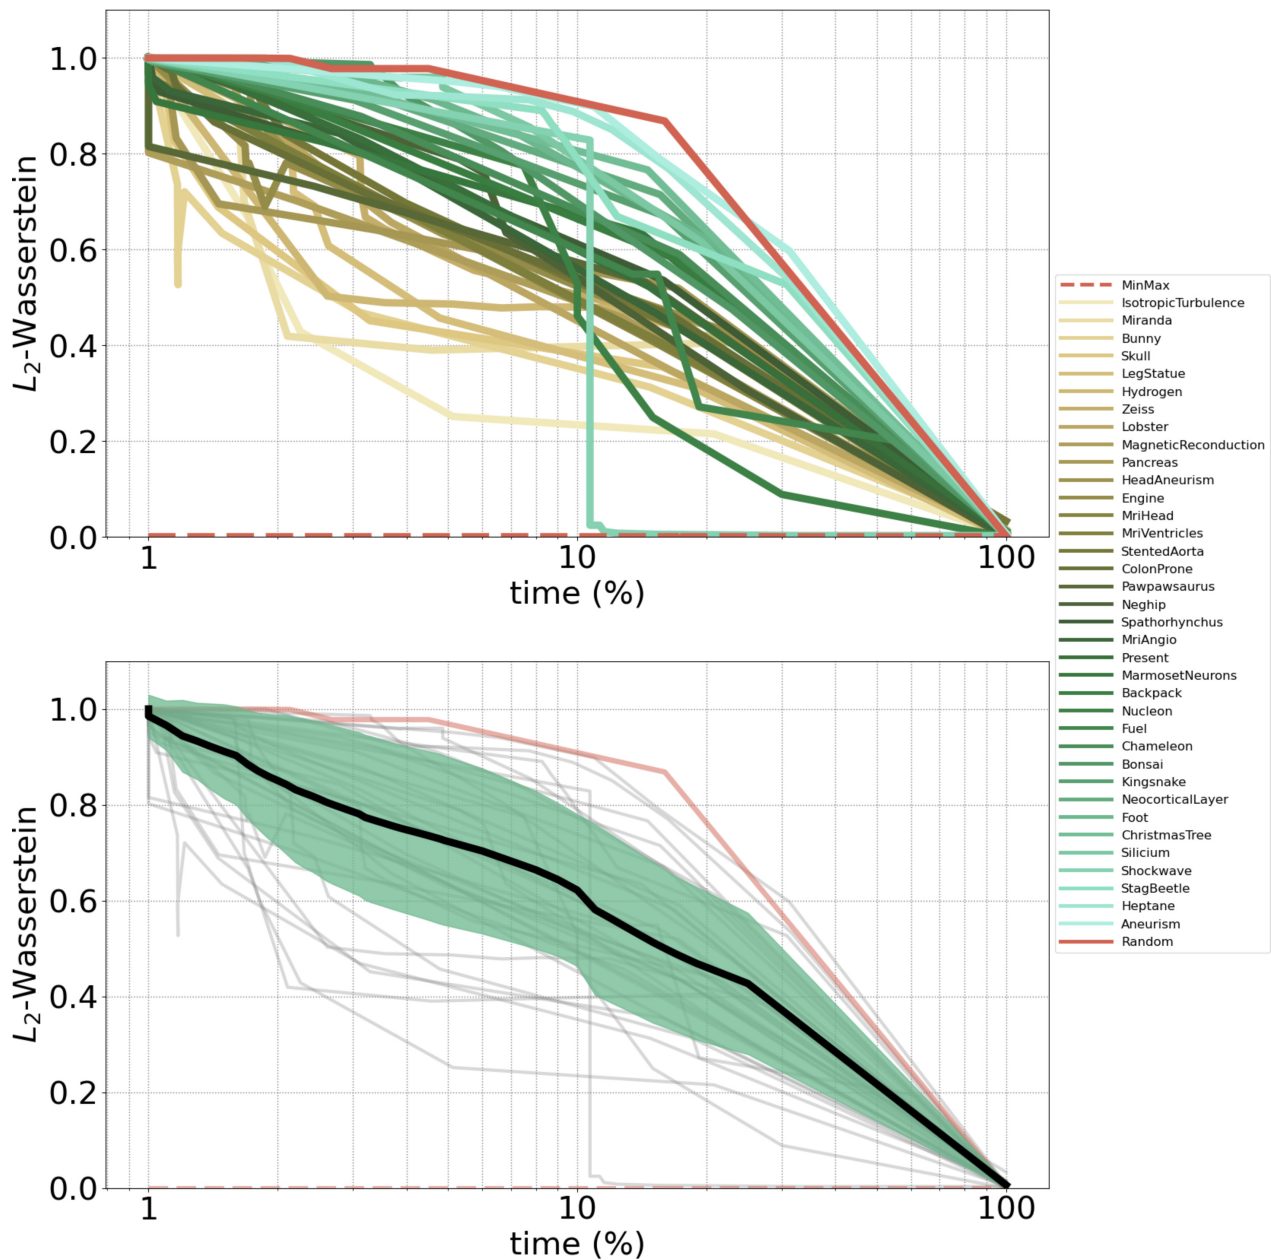 1.0
0.8
0.6
0.4
0.2
0.0
L2-Wasserstein
1
10
100
time (%)
MinMax
IsotropicTurbulence
Miranda
Bunny
Skull
LegStatue
Hydrogen
Zeiss
Lobster
MagneticReconduction
Pancreas
HeadAneurism
Engine
MriHead
MriVentricles
StentedAorta
ColonProne
Pawpawsaurus
Neghip
Spathorhynchus
MriAngio
Present
MarmosetNeurons
Backpack
Nucleon
Fuel
Chameleon
Bonsai
Kingsnake
NeocorticalLayer
Foot
ChristmasTree
Silicium
Shockwave
StagBeetle
Heptane
Aneurism
Random
1.0
0.8
0.6
0.4
0.2
0.0
L2-Wasserstein
1
10
100
time (%)